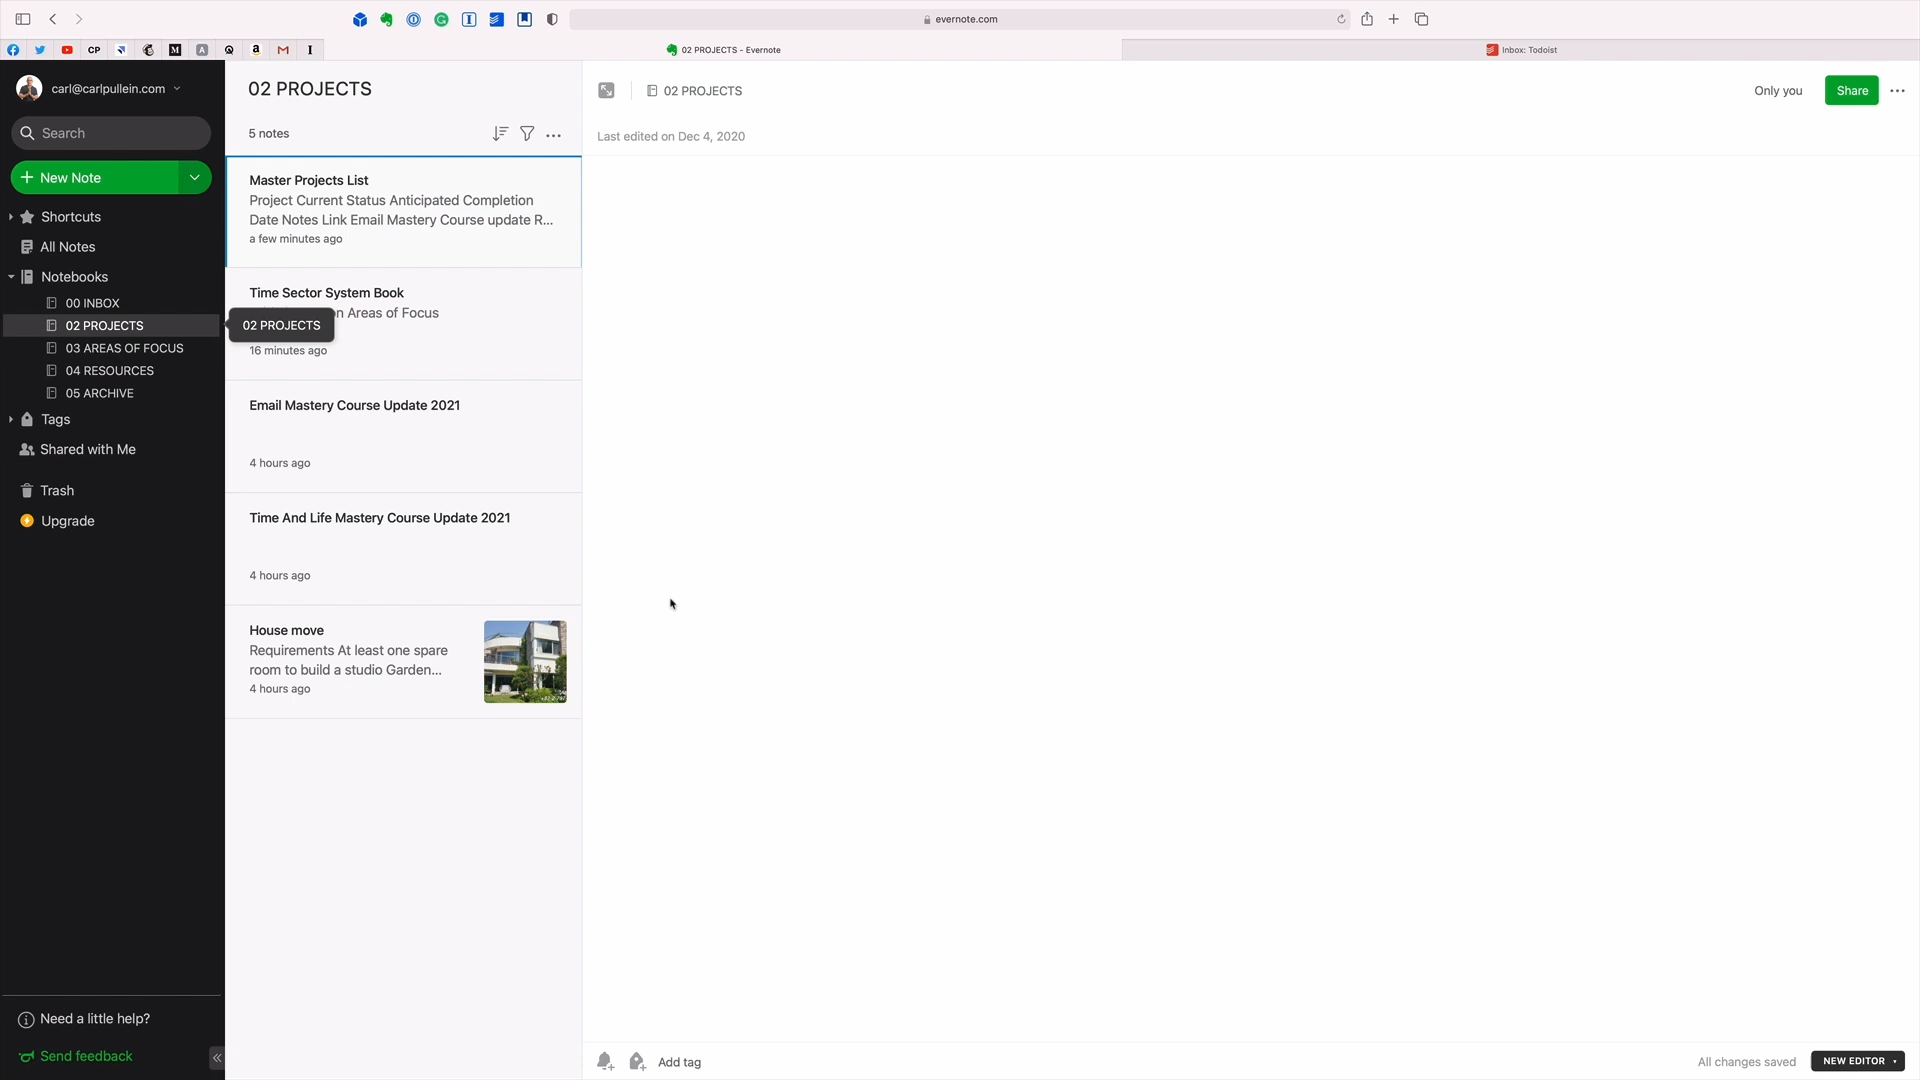 evernote.com
CP
02 PROJECTS - Evernote
Inbox: Todoist
carl@carlpullein.com
Search
New Note
Shortcuts
All Notes
Notebooks
00 INBOX
02 PROJECTS
03 AREAS OF FOCUS
04 RESOURCES
05 ARCHIVE
Tags
Shared with Me
Trash
Upgrade
Need a little help?
Send feedback
02 PROJECTS
5 notes
Master Projects List
Project Current Status Anticipated Completion
Date Notes Link Email Mastery Course update R...
a few minutes ago
Time Sector System Book
n Areas of Focus
02 PROJECTS
16 minutes ago
Email Mastery Course Update 2021
4 hours ago
Time And Life Mastery Course Update 2021
4 hours ago
House move
Requirements At least one spare
room to build a studio Garden...
4 hours ago
02 PROJECTS
Only you
Share
Last edited on Dec 4, 2020
Add tag
All changes saved
NEW EDITOR